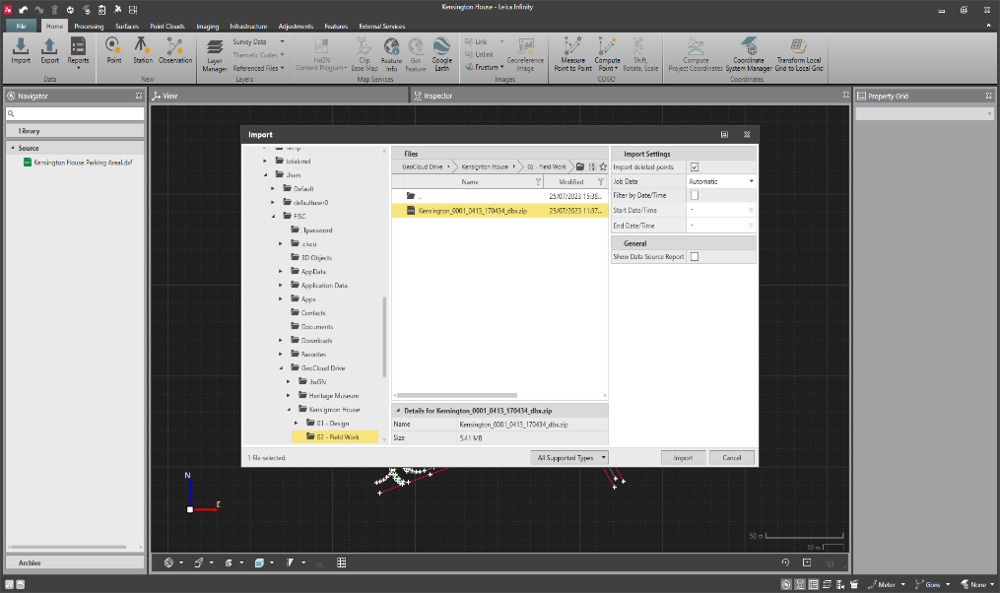 Kensington House - Leica Infinity
File Home Processing Surfaces Point Clouds Imaging Infrastructure Adjustments Features External Services
Import Export Reports
Data
Point Station Observation
New
Layer Manager
Survey Data
Thematic Codes
Referenced Files
Layers
HxGN Content Program
Clip Base Map
Feature Info
Get Feature
Google Earth
Map Services
Link
Unlink
Frustum
Georeference Image
Images
Measure Point to Point
Compute Point
Shift, Rotate, Scale
COGO
Compute Project Coordinates
Coordinate System Manager
Transform Local Grid to Local Grid
Coordinates
Navigator
View
Inspector
Property Grid
Library
Source
Kensington House Parking Areal.dxf
Archive
Import
Temp
totalcmd
Users
Default
defaultuser0
FISC
.1password
.cisco
3D Objects
AppData
Application Data
Apps
Contacts
Documents
Downloads
Favorites
GeoCloud Drive
.hxGN
Heritage Museum
Kensignton House
01 - Design
02 - Field Work
Files
GeoCloud Drive Kensignton House 02 - Field Work
Name Modified
.. 25/07/2023 15:38...
Kensington_0001_0413_170434_dbx.zip 25/07/2023 11:37...
Details for Kensington_0001_0413_170434_dbx.zip
Name Kensington_0001_0413_170434_dbx.zip
Size 5.41 MB
Import Settings
Import deleted points
Job Data Automatic
Filter by Date/Time
Start Date/Time -
End Date/Time -
General
Show Data Source Report
1 file selected.
All Supported Types
Import Cancel
N
E
50 m
10 m
Meter Gons None